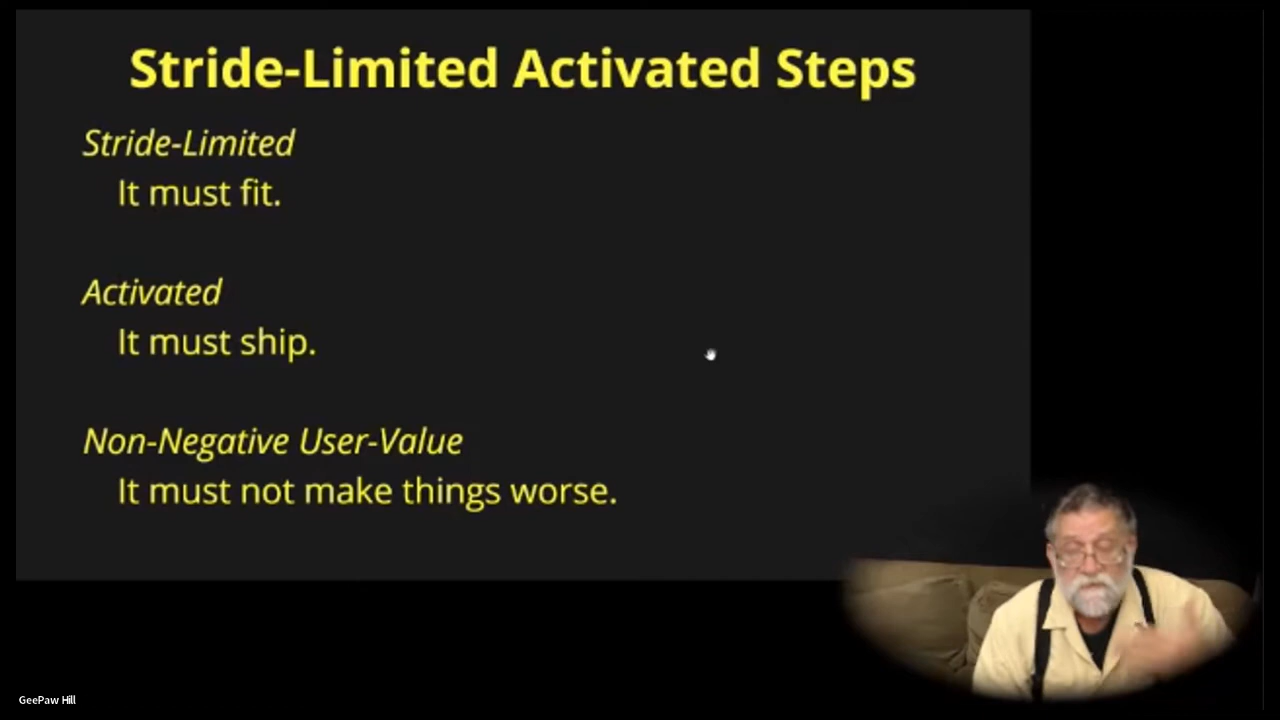 Stride-Limited Activated Steps
Stride-Limited
It must fit.
Activated
It must ship.
Non-Negative User-Value
It must not make things worse.
GeePaw Hill